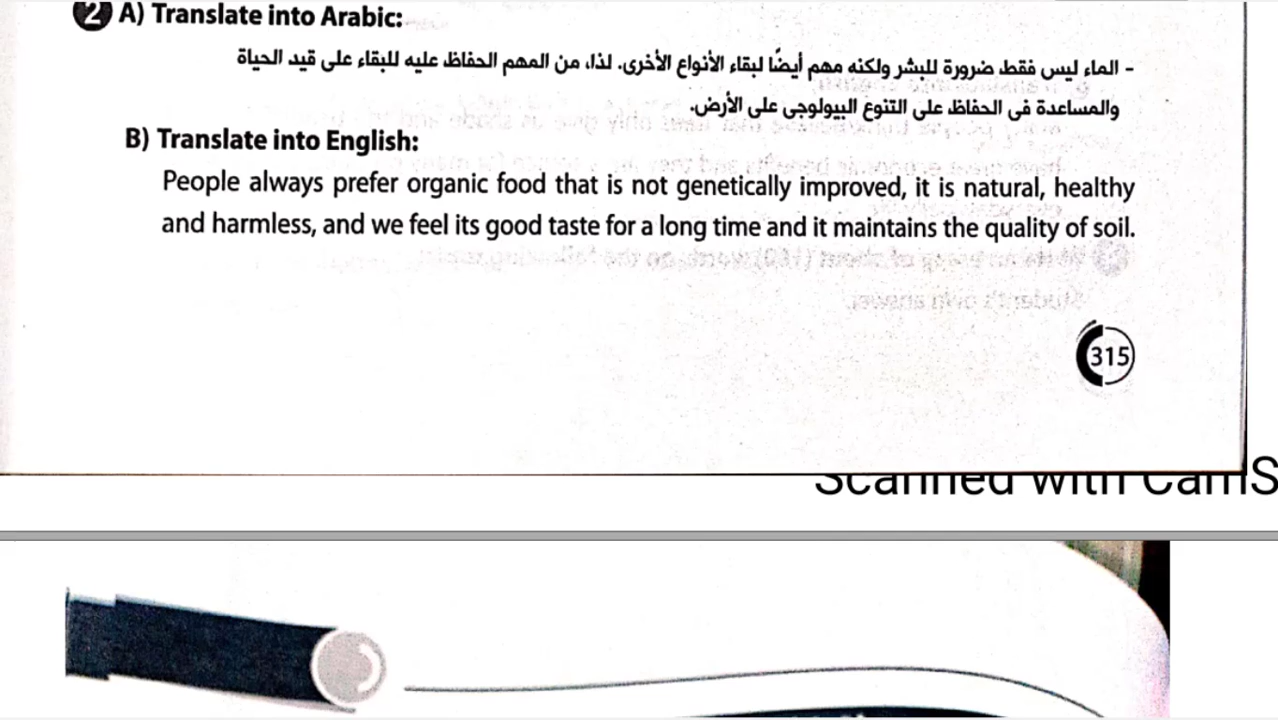 2 A) Translate into Arabic:
- الماء ليس فقط ضرورة للبشر ولكنه مهم أيضًا لبقاء الأنواع الأخرى. لذا، من المهم الحفاظ عليه للبقاء على قيد الحياة
والمساعدة فى الحفاظ على التنوع البيولوجى على الأرض.
B) Translate into English:
People always prefer organic food that is not genetically improved, it is natural, healthy
and harmless, and we feel its good taste for a long time and it maintains the quality of soil.
315
Scanned with CamS